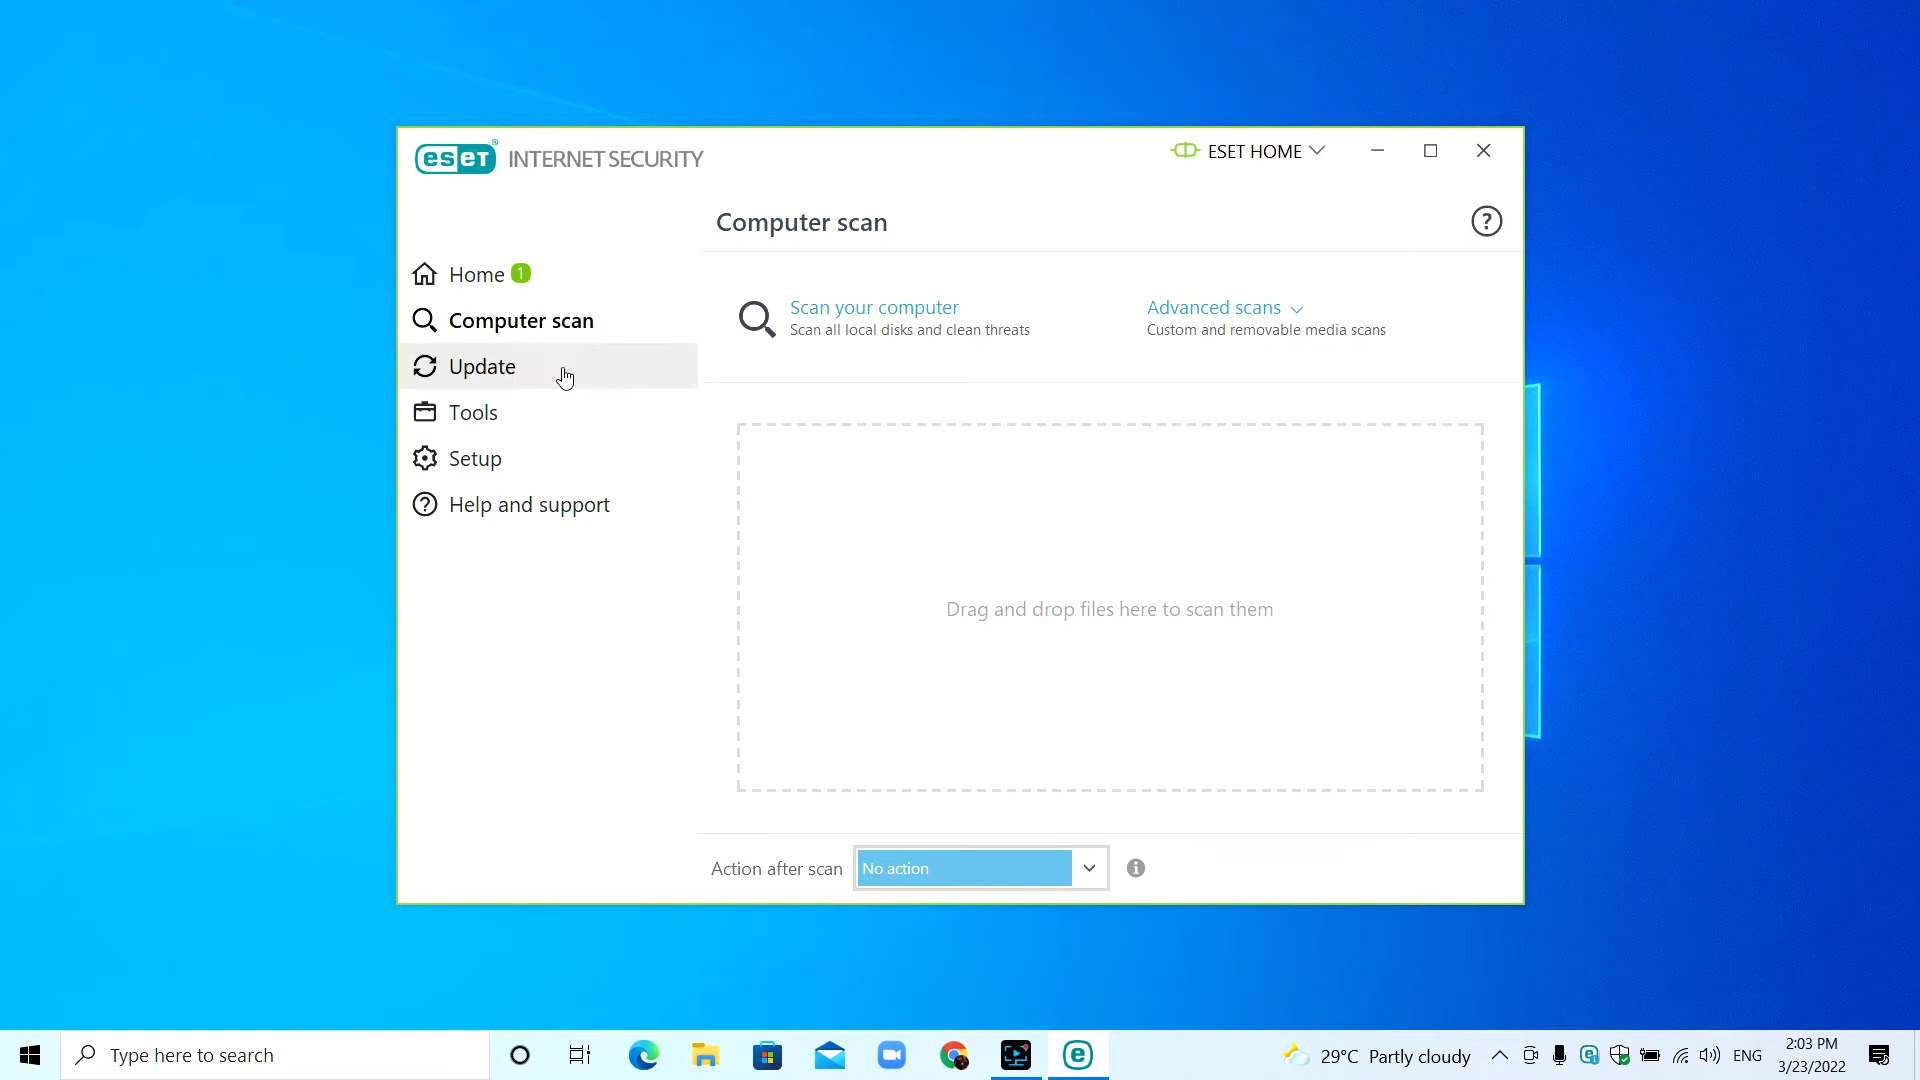 eseT® INTERNET SECURITY
ESET HOME
Computer scan
?
Home 1
Computer scan
Update
Tools
Setup
Help and support
Scan your computer
Scan all local disks and clean threats
Advanced scans
Custom and removable media scans
Drag and drop files here to scan them
Action after scan
No action
Type here to search
29°C Partly cloudy
ENG
2:03 PM
3/23/2022